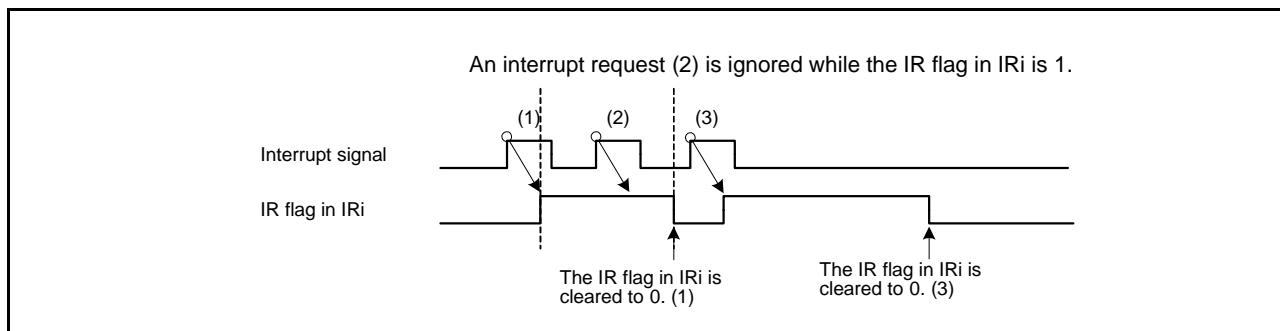 An interrupt request (2) is ignored while the IR flag in IRi is 1.
(1) (2) (3)
Interrupt signal
IR flag in IRi
The IR flag in IRi is
cleared to 0. (1)
The IR flag in IRi is
cleared to 0. (3)